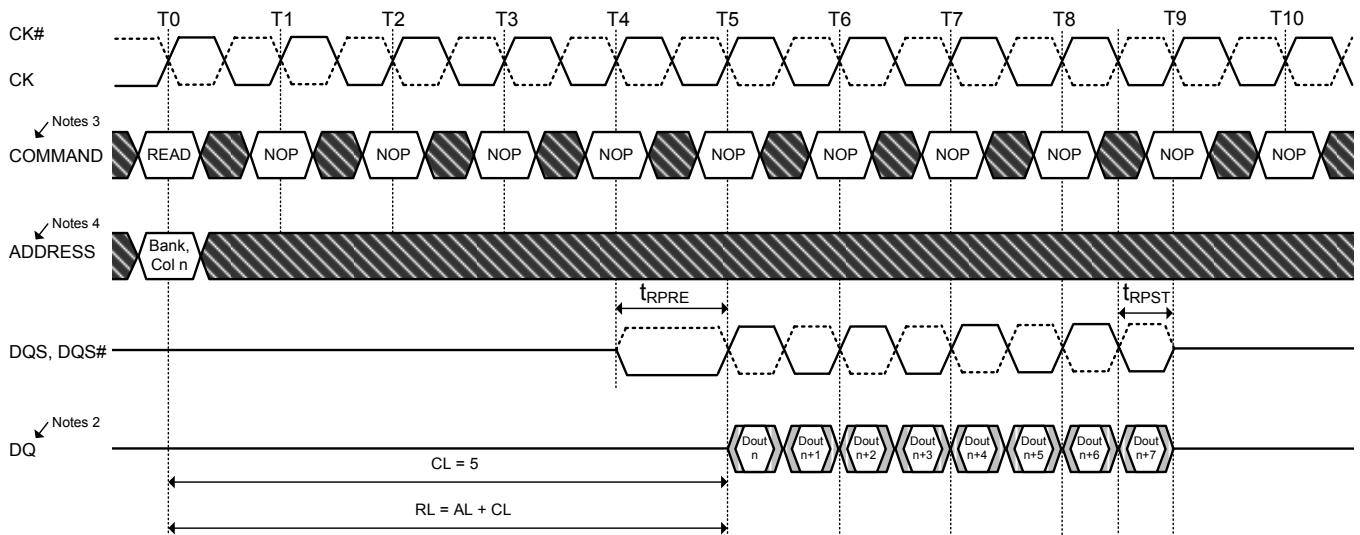 T0 T1 T2 T3 T4 T5 T6 T7 T8 T9 T10
CK#
CK
Notes 3
COMMAND READ NOP NOP NOP NOP NOP NOP NOP NOP NOP NOP
Notes 4
ADDRESS
Bank,
Col n
tRPRE tRPST
DQS, DQS#
Notes 2
DQ
Dout Dout Dout Dout Dout Dout Dout Dout
n n+1 n+2 n+3 n+4 n+5 n+6 n+7
CL = 5
RL = AL + CL